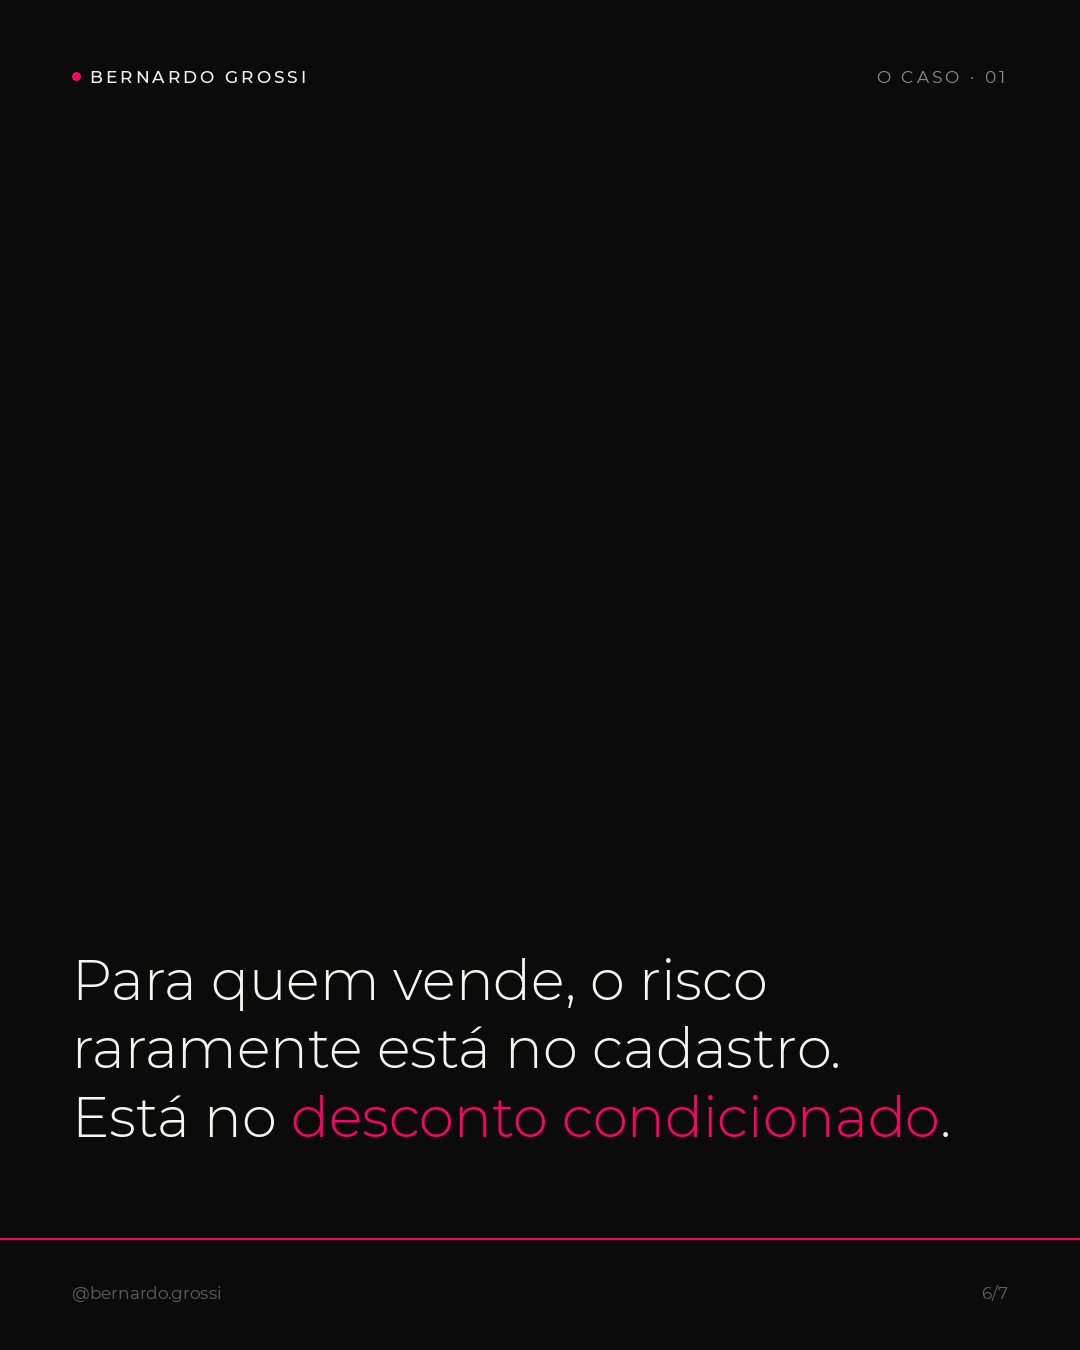 BERNARDO GROSSI
O CASO · 01
Para quem vende, o risco
raramente está no cadastro.
Está no desconto condicionado.
@bernardo.grossi
6/7